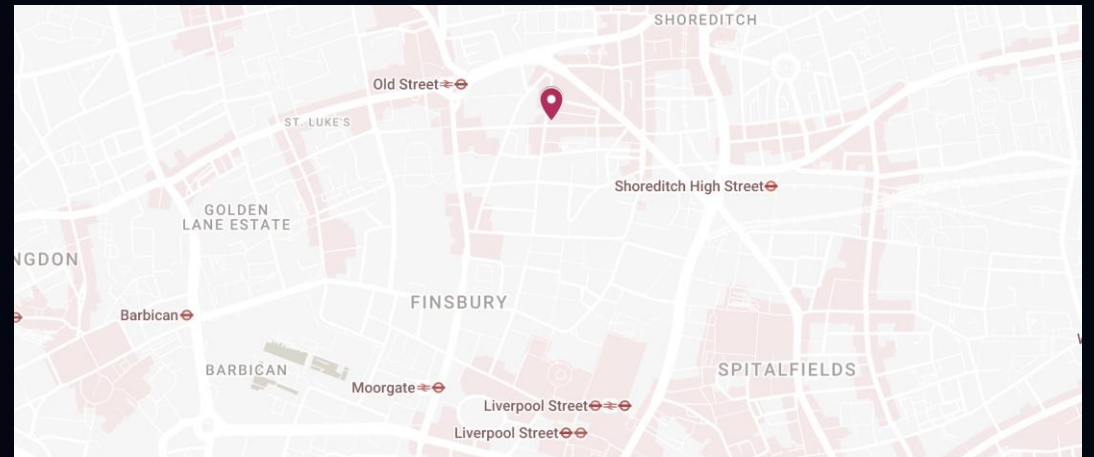 SHOREDITCH
Old Street
ST. LUKE'S
Shoreditch High Street
GOLDEN
LANE ESTATE
NGDON
FINSBURY
Barbican
BARBICAN
SPITALFIELDS
Moorgate
Liverpool Street
Liverpool Street